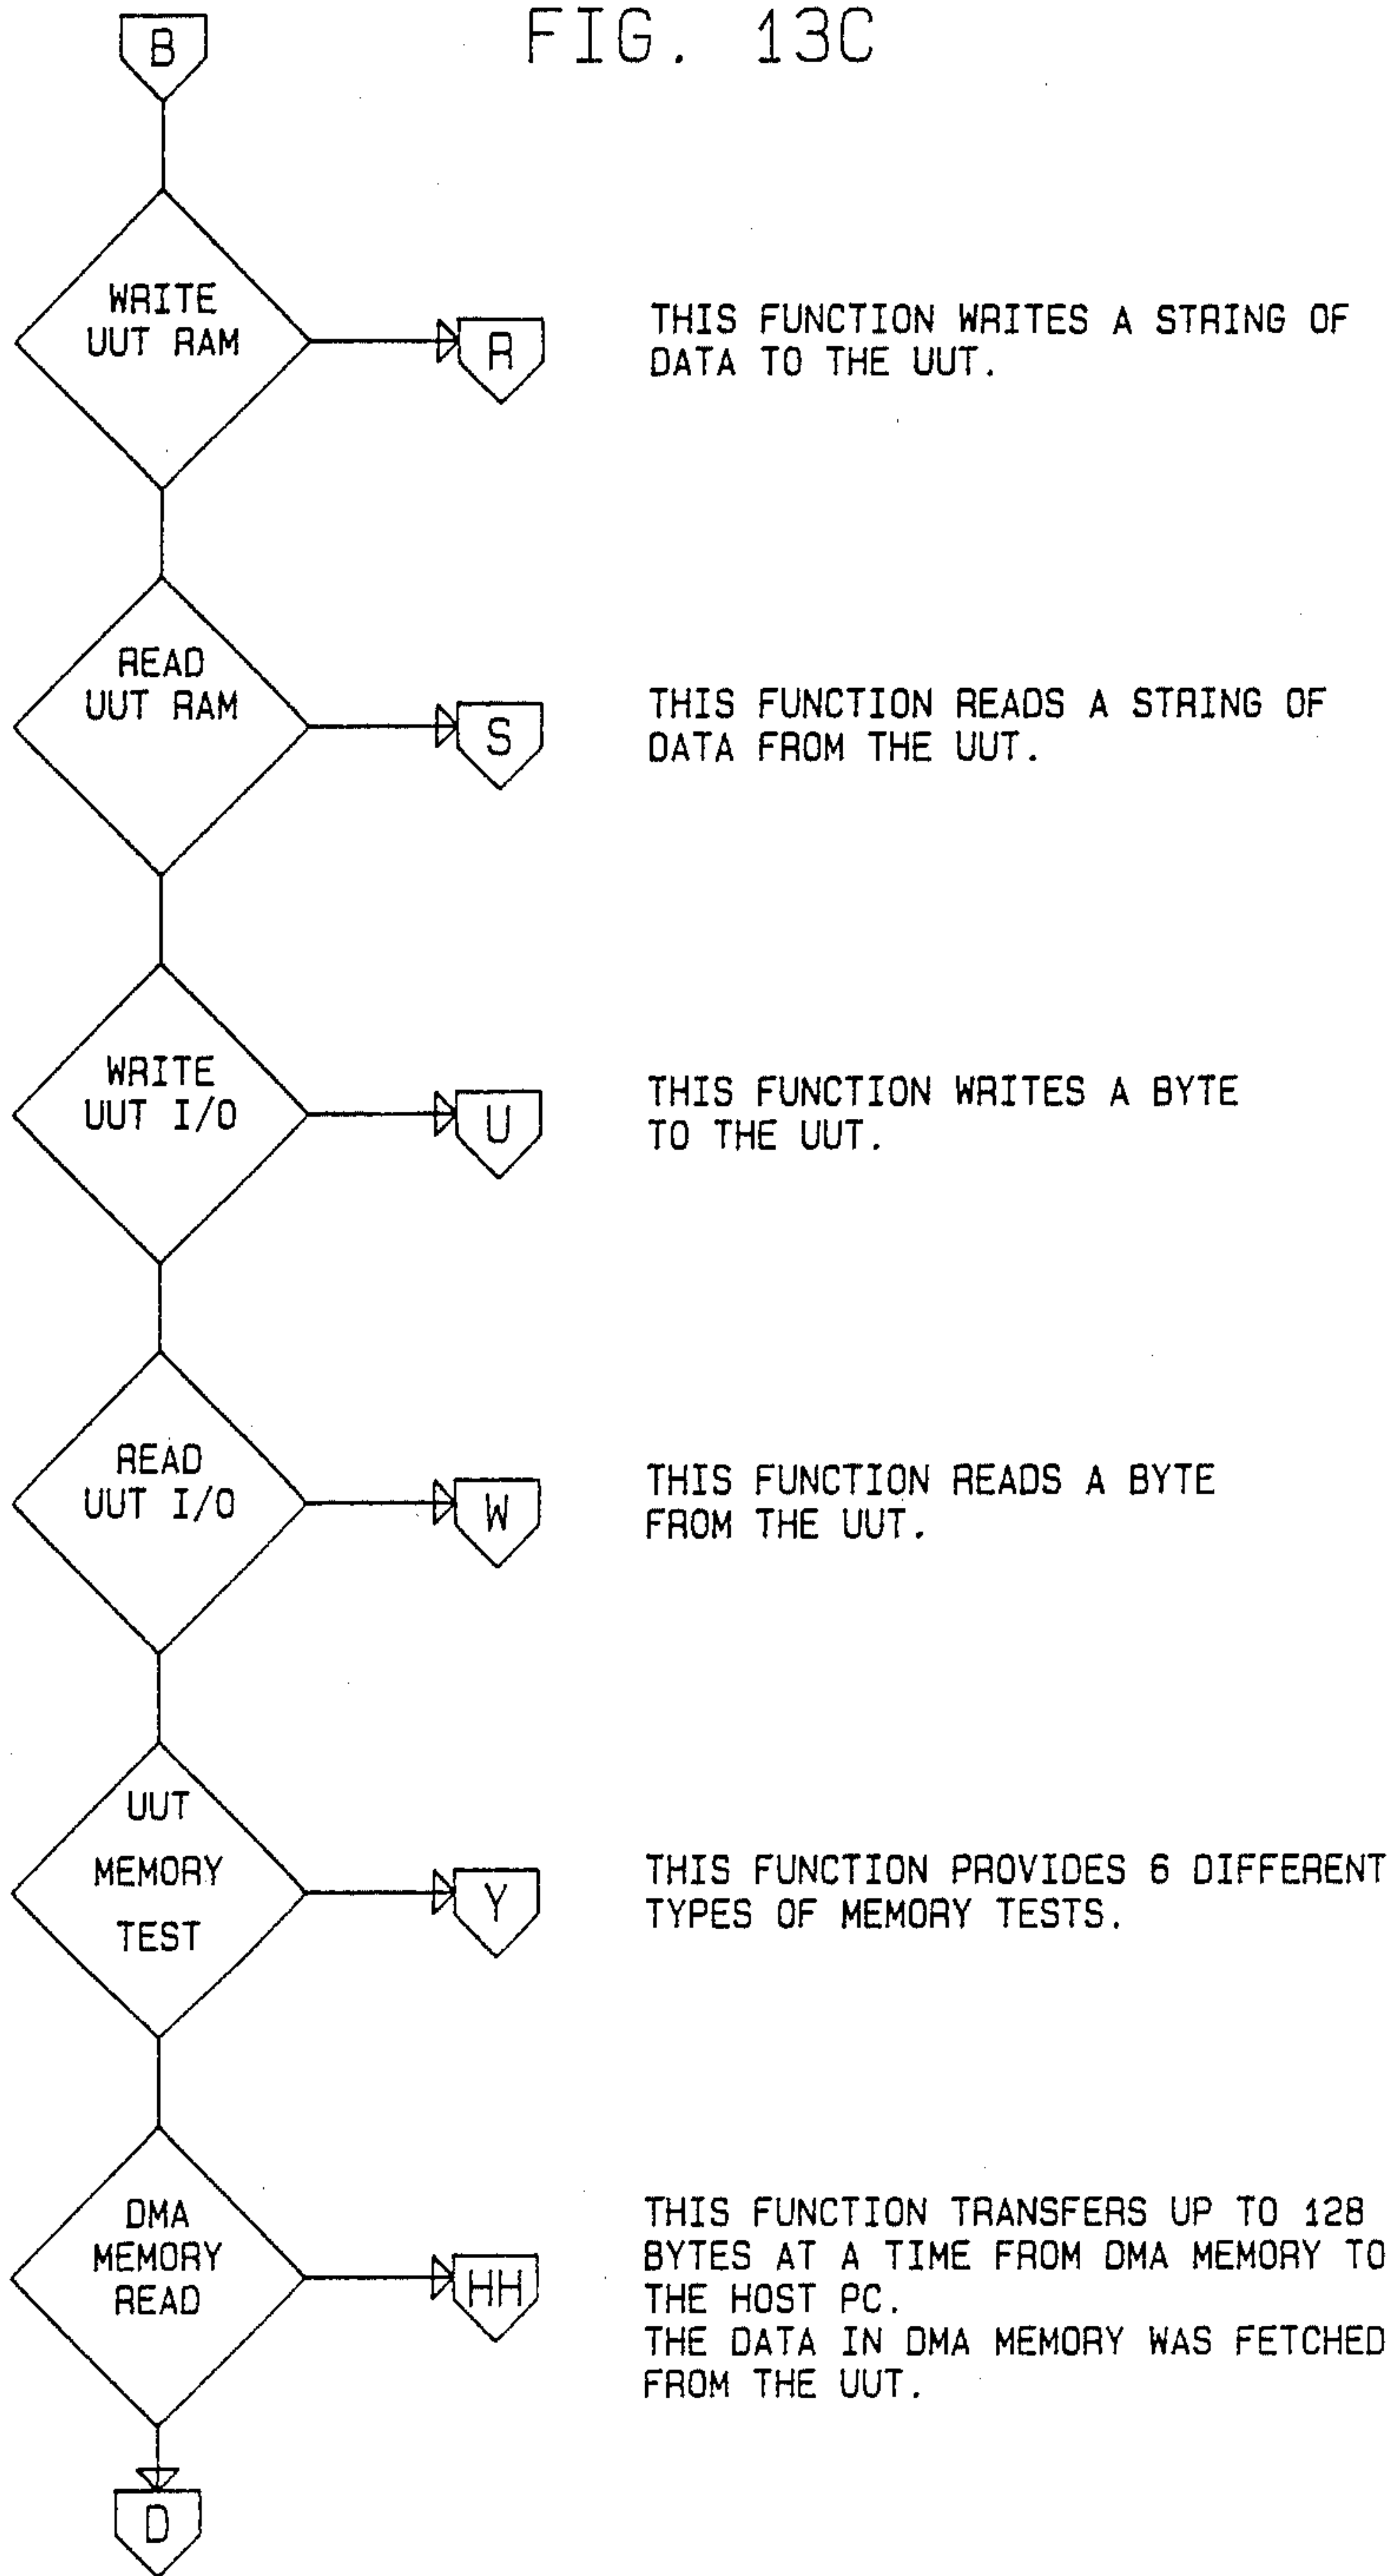 FIG. 13C
B
WRITE
UUT RAM
R
THIS FUNCTION WRITES A STRING OF
DATA TO THE UUT.
READ
UUT RAM
S
THIS FUNCTION READS A STRING OF
DATA FROM THE UUT.
WRITE
UUT I/O
U
THIS FUNCTION WRITES A BYTE
TO THE UUT.
READ
UUT I/O
W
THIS FUNCTION READS A BYTE
FROM THE UUT.
UUT
MEMORY
TEST
Y
THIS FUNCTION PROVIDES 6 DIFFERENT
TYPES OF MEMORY TESTS.
DMA
MEMORY
READ
HH
THIS FUNCTION TRANSFERS UP TO 128
BYTES AT A TIME FROM DMA MEMORY TO
THE HOST PC.
THE DATA IN DMA MEMORY WAS FETCHED
FROM THE UUT.
D